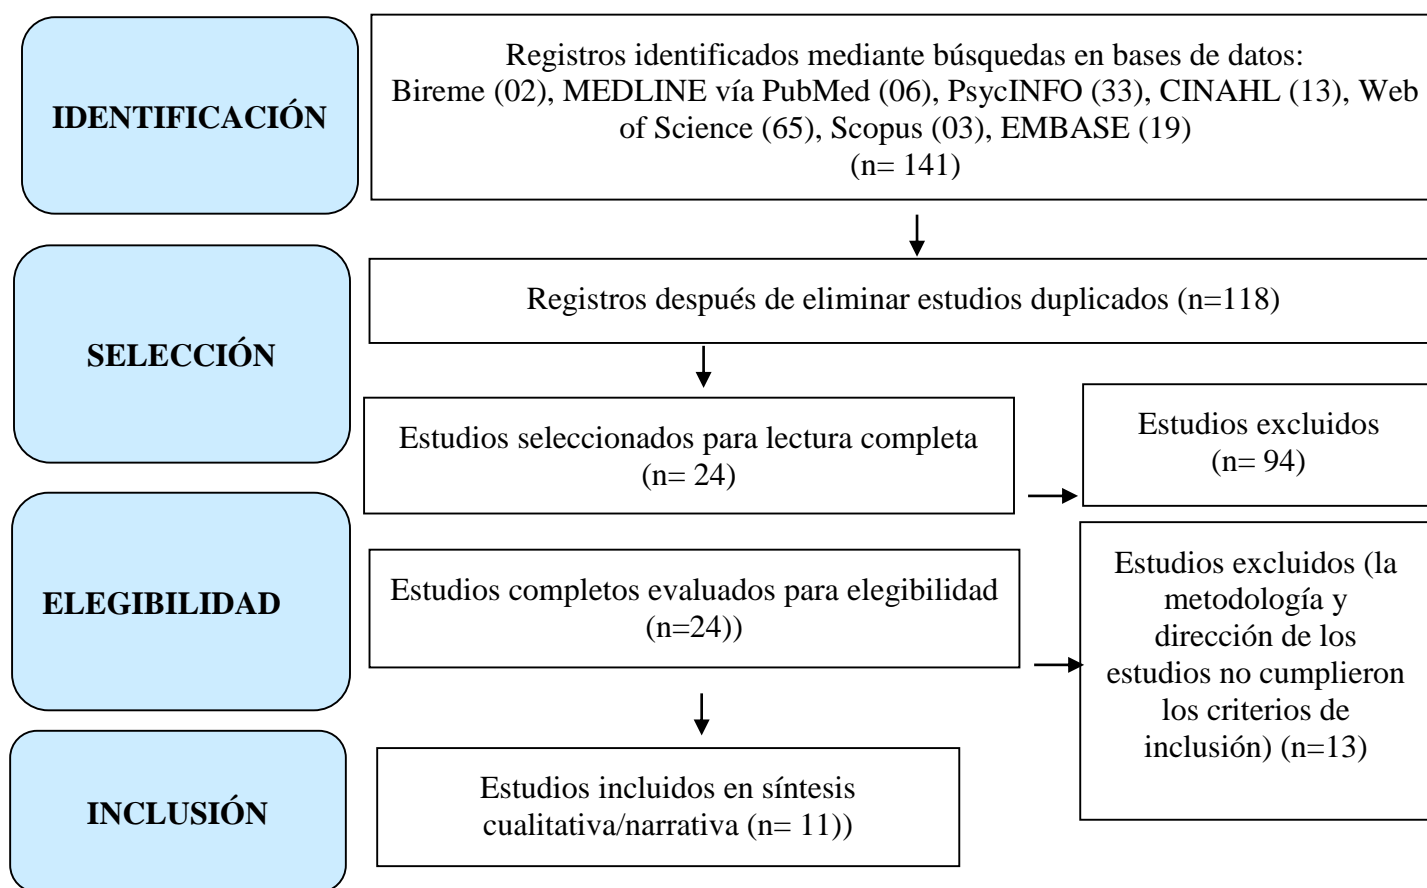 IDENTIFICACIÓN
Registros identificados mediante búsquedas en bases de datos:
Bireme (02), MEDLINE vía PubMed (06), PsycINFO (33), CINAHL (13), Web
of Science (65), Scopus (03), EMBASE (19)
(n= 141)
SELECCIÓN
Registros después de eliminar estudios duplicados (n=118)
Estudios seleccionados para lectura completa
(n= 24)
Estudios excluidos
(n= 94)
ELEGIBILIDAD
Estudios completos evaluados para elegibilidad
(n=24))
Estudios excluidos (la
metodología y
dirección de los
estudios no cumplieron
los criterios de
inclusión) (n=13)
INCLUSIÓN
Estudios incluidos en síntesis
cualitativa/narrativa (n= 11))